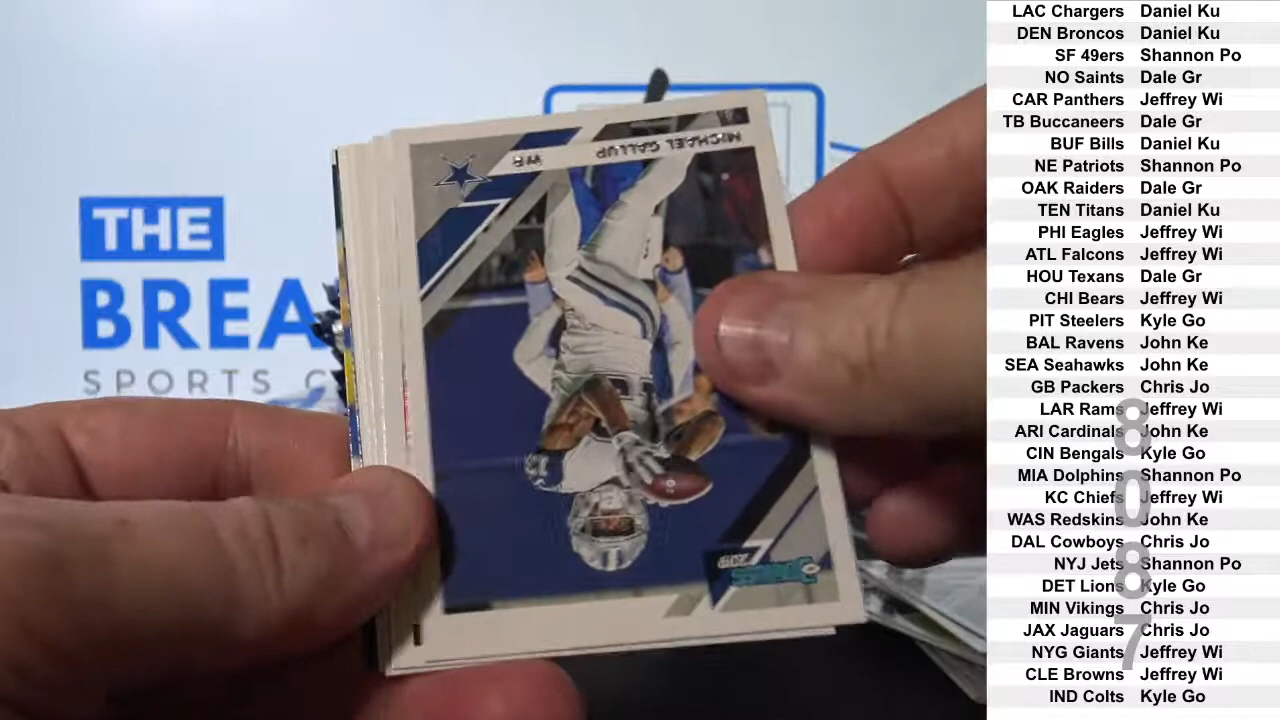 THE
BREA
SPORTS C
MICHAEL GALLUP
WR
13
LAC Chargers Daniel Ku
DEN Broncos Daniel Ku
SF 49ers Shannon Po
NO Saints Dale Gr
CAR Panthers Jeffrey Wi
TB Buccaneers Dale Gr
BUF Bills Daniel Ku
NE Patriots Shannon Po
OAK Raiders Dale Gr
TEN Titans Daniel Ku
PHI Eagles Jeffrey Wi
ATL Falcons Jeffrey Wi
HOU Texans Dale Gr
CHI Bears Jeffrey Wi
PIT Steelers Kyle Go
BAL Ravens John Ke
SEA Seahawks John Ke
GB Packers Chris Jo
LAR Rams Jeffrey Wi
ARI Cardinals John Ke
CIN Bengals Kyle Go
MIA Dolphins Shannon Po
KC Chiefs Jeffrey Wi
WAS Redskins John Ke
DAL Cowboys Chris Jo
NYJ Jets Shannon Po
DET Lions Kyle Go
MIN Vikings Chris Jo
JAX Jaguars Chris Jo
NYG Giants Jeffrey Wi
CLE Browns Jeffrey Wi
IND Colts Kyle Go
8087